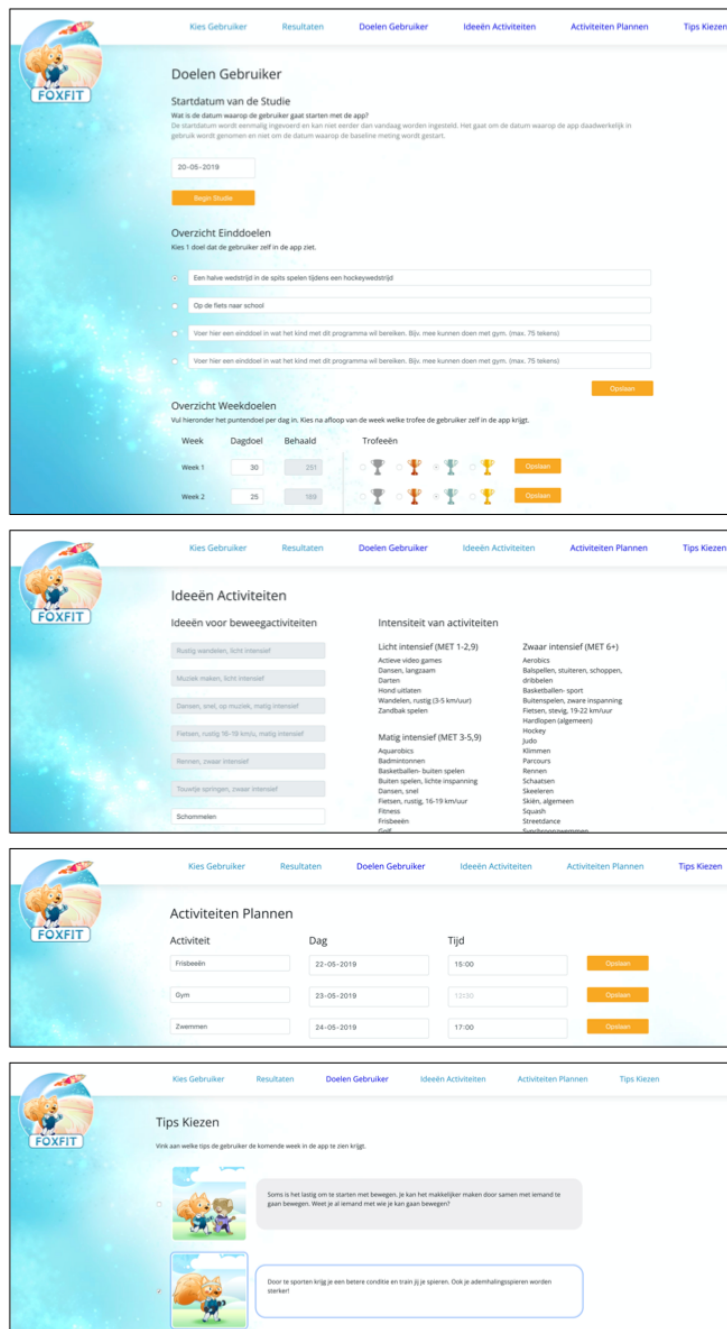 Kies Gebruiker Resultaten Doelen Gebruiker Ideeën Activiteiten Activiteiten Plannen Tips Kiezen
FOXFIT
Doelen Gebruiker
Startdatum van de Studie
Wat is de datum waarop de gebruiker gaat starten met de app?
De startdatum wordt eenmalig ingevoerd en kan niet eerder dan vandaag worden ingesteld. Het gaat om de datum waarop de app daadwerkelijk in
gebruik wordt genomen en niet om de datum waarop de baseline meting wordt gestart.
20-05-2019
Begin Studie
Overzicht Einddoelen
Kies 1 doel dat de gebruiker zelf in de app ziet.
Een halve wedstrijd in de spits spelen tijdens een hockeywedstrijd
Op de fiets naar school
Voer hier een einddoel in wat het kind met dit programma wil bereiken. Bijv. mee kunnen doen met gym. (max. 75 tekens)
Voer hier een einddoel in wat het kind met dit programma wil bereiken. Bijv. mee kunnen doen met gym. (max. 75 tekens)
Opslaan
Overzicht Weekdoelen
Vul hieronder het puntendoel per dag in. Kies na afloop van de week welke trofee de gebruiker zelf in de app krijgt.
Week Dagdoel Behaald Trofeeën
Week 1 30 251 Opslaan
Week 2 25 169 Opslaan
Kies Gebruiker Resultaten Doelen Gebruiker Ideeën Activiteiten Activiteiten Plannen Tips Kiezen
FOXFIT
Ideeën Activiteiten
Ideeën voor beweegactiviteiten
Rustig wandelen, licht intensief
Muziek maken, licht intensief
Dansen, snel, op muziek, matig intensief
Fietsen, rustig 16-19 km/u, matig intensief
Rennen, zwaar intensief
Touwtje springen, zwaar intensief
Schommelen
Intensiteit van activiteiten
Licht intensief (MET 1-2,9)
Actieve video games
Dansen, langzaam
Darten
Hond uitlaten
Wandelen, rustig (3-5 km/uur)
Zandbak spelen
Matig intensief (MET 3-5,9)
Aquarobics
Badmintonnen
Basketballen- buiten spelen
Buiten spelen, lichte inspanning
Dansen, snel
Fietsen, rustig, 16-19 km/uur
Fitness
Frisbeeën
Golf
Zwaar intensief (MET 6+)
Aerobics
Balspellen, stuiteren, schoppen,
dribbelen
Basketballen- sport
Buitenspelen, zware inspanning
Fietsen, stevig, 19-22 km/uur
Hardlopen (algemeen)
Hockey
Judo
Klimmen
Parcours
Rennen
Schaatsen
Skeeleren
Skiën, algemeen
Squash
Streetdance
Synchroonzwemmen
Kies Gebruiker Resultaten Doelen Gebruiker Ideeën Activiteiten Activiteiten Plannen Tips Kiezen
FOXFIT
Activiteiten Plannen
Activiteit Dag Tijd
Frisbeeën 22-05-2019 15:00 Opslaan
Gym 23-05-2019 13:30 Opslaan
Zwemmen 24-05-2019 17:00 Opslaan
Kies Gebruiker Resultaten Doelen Gebruiker Ideeën Activiteiten Activiteiten Plannen Tips Kiezen
FOXFIT
Tips Kiezen
Vink aan welke tips de gebruiker de komende week in de app te zien krijgt.
Soms is het lastig om te starten met bewegen. Je kan het makkelijker maken door samen met iemand te
gaan bewegen. Weet je al iemand met wie je kan gaan bewegen?
Door te sporten krijg je een betere conditie en train jij je spieren. Ook je ademhalingsspieren worden
sterker!